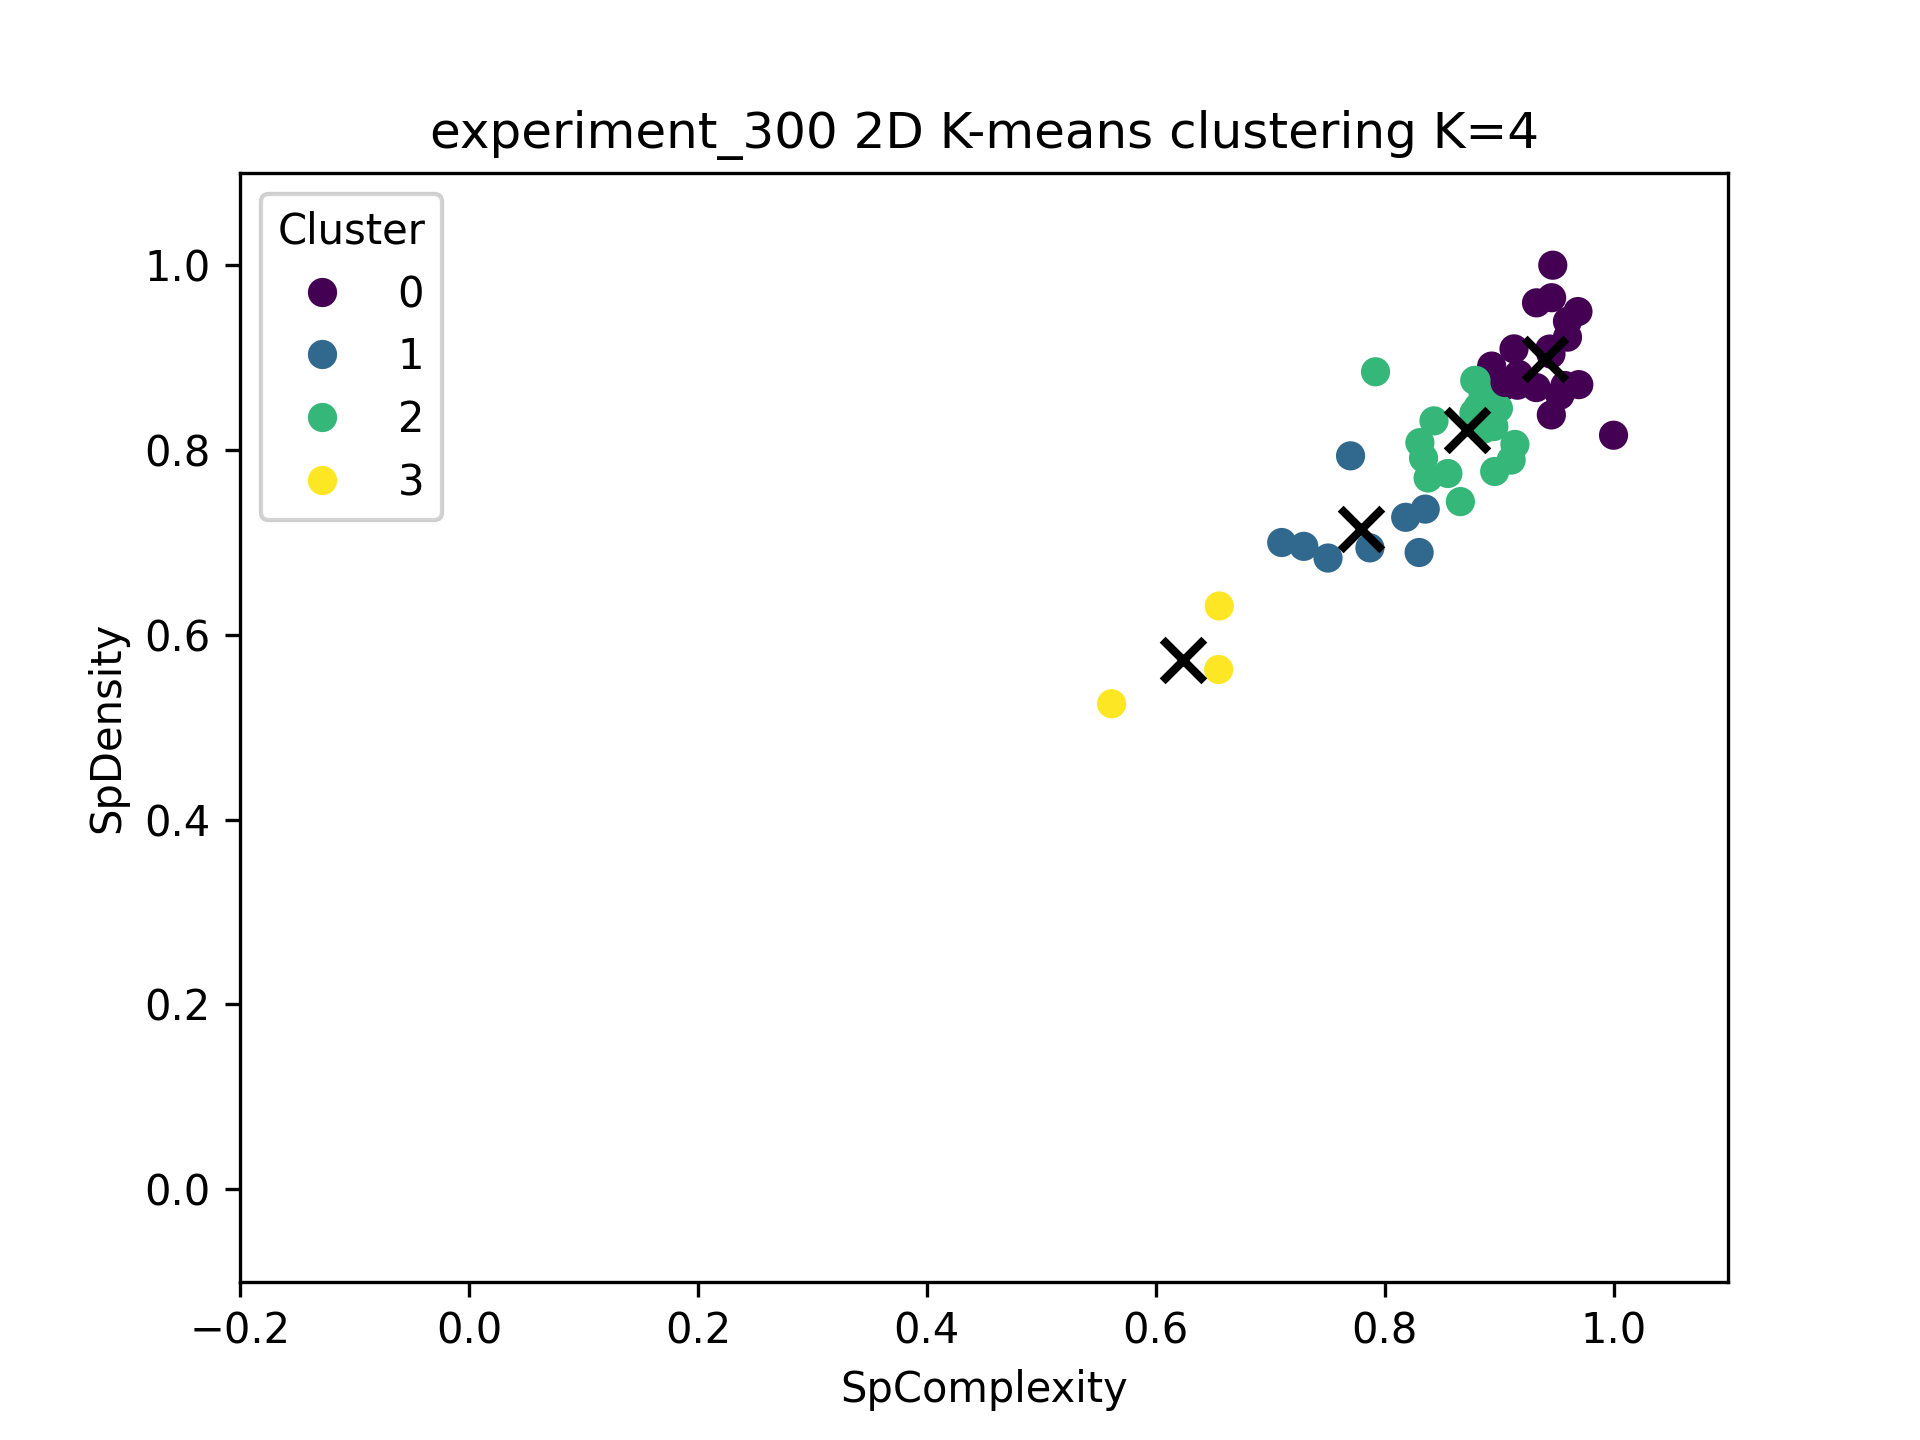 experiment_300 2D K-means clustering K=4
Cluster
0
1
2
3
1.0
0.8
0.6
0.4
0.2
0.0
SpDensity
−0.2 0.0 0.2 0.4 0.6 0.8 1.0
SpComplexity